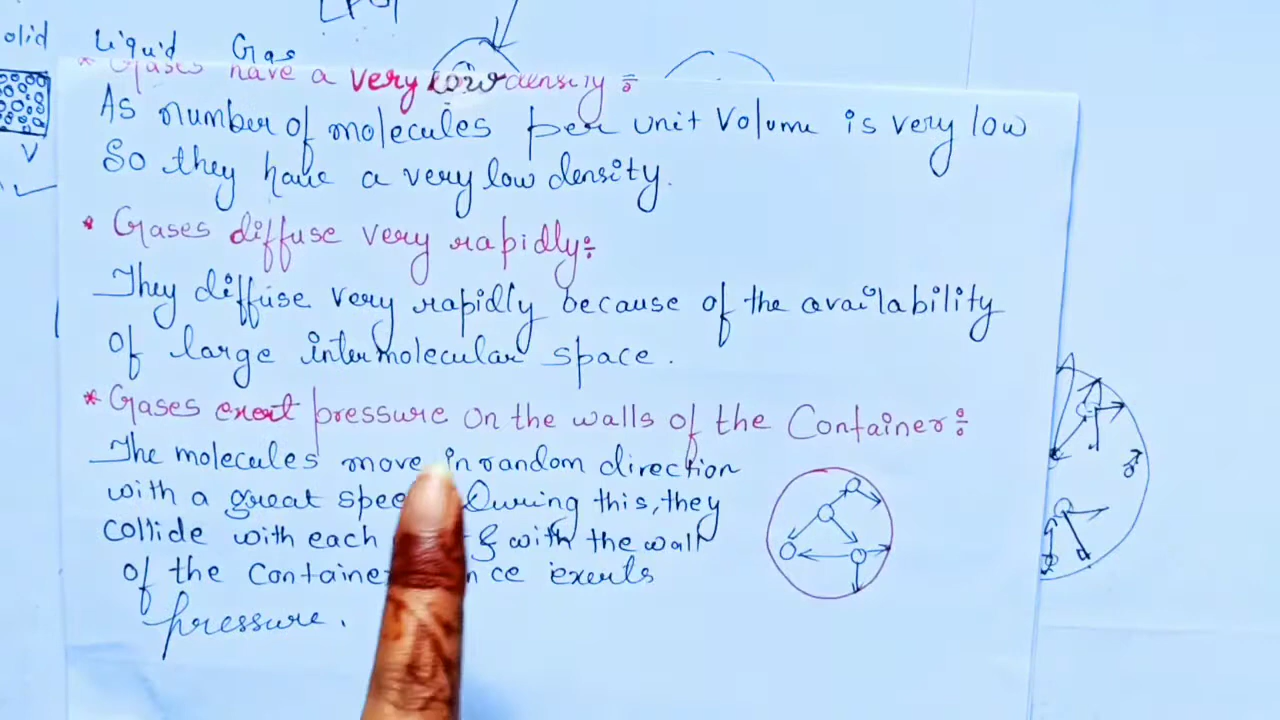 olid Liquid Gas
* Gases have a very low density:
As number of molecules per unit Volume is very low
So they have a very low density.
* Gases diffuse very rapidly:
They diffuse very rapidly because of the availability
of large intermolecular space.
* Gases exert pressure on the walls of the Container:
The molecules move in random direction
with a great spee During this, they
collide with each & with the wall
of the Container nce exerts
pressure.
V